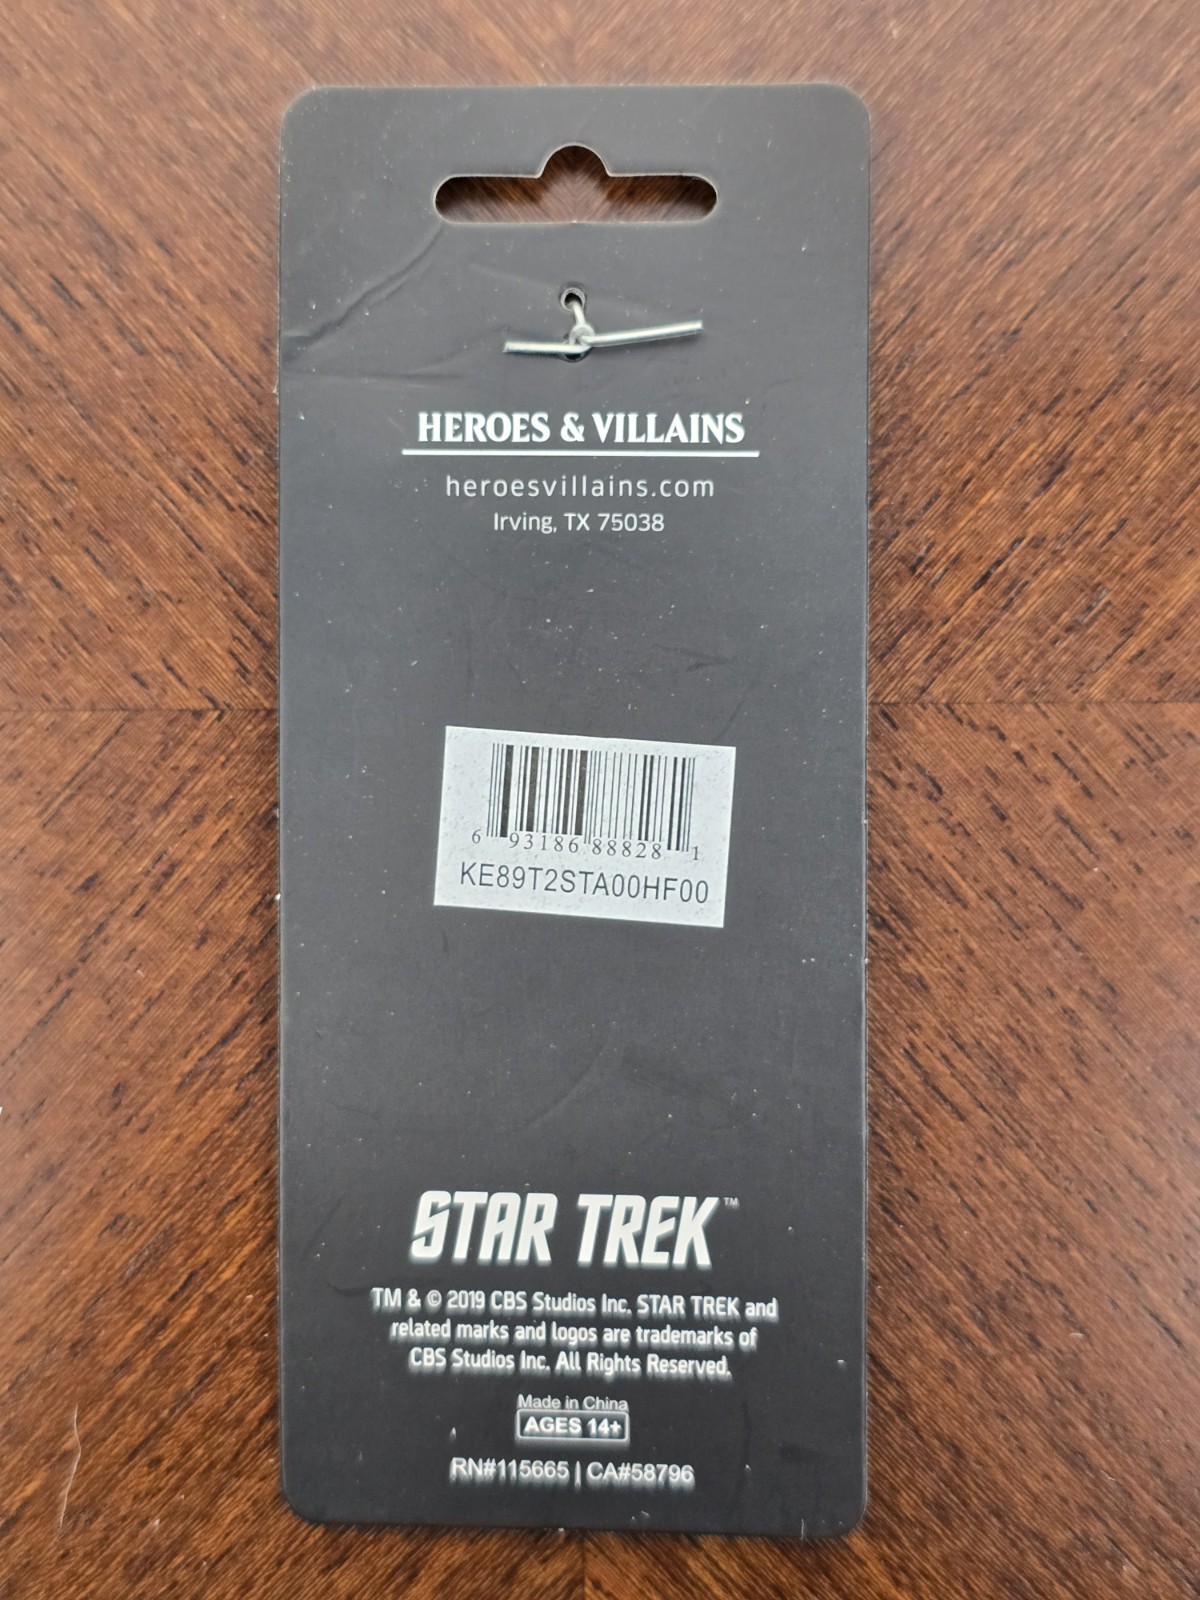 HEROES & VILLAINS
heroesvillains.com
Irving, TX 75038
6 93186 88828 1
KE89T2STA00HF00
STAR TREK™
TM & © 2019 CBS Studios Inc. STAR TREK and
related marks and logos are trademarks of
CBS Studios Inc. All Rights Reserved.
Made in China
AGES 14+
RN#115665 | CA#58796